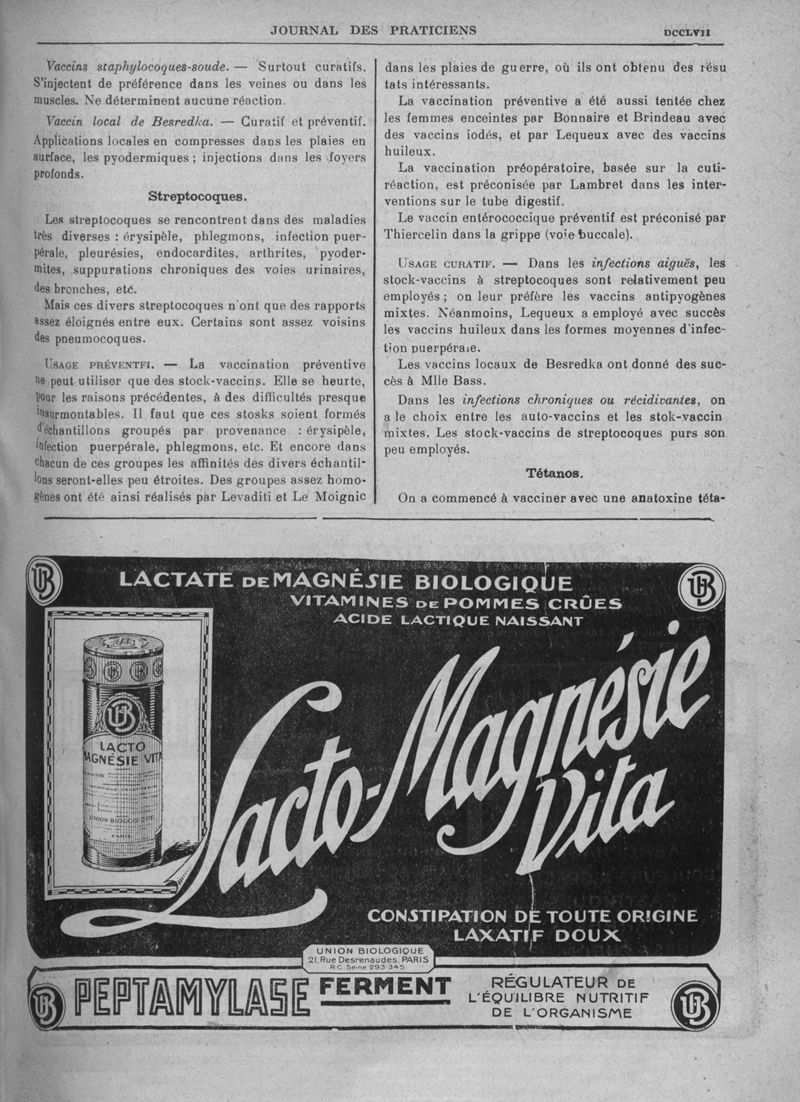 JOURNAL DES PRATICIENS
DCCLVII
Vaccins staphylocoques-soude. — Surtout curatifs.
S'injectent de préférence dans les veines ou dans les
muscles. Ne déterminent aucune réaction.
Vaccin local de Besredka. — Curatif et préventif.
Applications locales en compresses dans les plaies en
surface, les pyodermiques ; injections dans les foyers
profonds.
Streptocoques.
Les streptocoques se rencontrent dans des maladies
très diverses : érysipèle, phlegmons, infection puer-
pérale, pleurésies, endocardites, arthrites, pyoder-
mites, suppurations chroniques des voies urinaires,
des bronches, etc.
Mais ces divers streptocoques n'ont que des rapports
assez éloignés entre eux. Certains sont assez voisins
des pneumocoques.
USAGE PRÉVENTFI. — La vaccination préventive
ne peut utiliser que des stock-vaccins. Elle se heurte,
pour les raisons précédentes, à des difficultés presque
insurmontables. Il faut que ces stosks soient formés
d'échantillons groupés par provenance : érysipèle,
infection puerpérale, phlegmons, etc. Et encore dans
chacun de ces groupes les affinités des divers échantil-
lons seront-elles peu étroites. Des groupes assez homo-
gènes ont été ainsi réalisés par Levaditi et Le Moignic
dans les plaies de guerre, où ils ont obtenu des résu
tats intéressants.
La vaccination préventive a été aussi tentée chez
les femmes enceintes par Bonnaire et Brindeau avec
des vaccins iodés, et par Lequeux avec des vaccins
huileux.
La vaccination préopératoire, basée sur la cuti-
réaction, est préconisée par Lambret dans les inter-
ventions sur le tube digestif.
Le vaccin entérococcique préventif est préconisé par
Thiercelin dans la grippe (voie buccale).
USAGE CURATIF. — Dans les infections aiguës, les
stock-vaccins à streptocoques sont relativement peu
employés ; on leur préfère les vaccins antipyogènes
mixtes. Néanmoins, Lequeux a employé avec succès
les vaccins huileux dans les formes moyennes d'infec-
tion puerpérale.
Les vaccins locaux de Besredka ont donné des suc-
cès à Mlle Bass.
Dans les infections chroniques ou récidivantes, on
a le choix entre les auto-vaccins et les stok-vaccin
mixtes. Les stock-vaccins de streptocoques purs son
peu employés.
Tétanos.
On a commencé à vacciner avec une anatoxine téta-
LACTATE DE MAGNÉSIE BIOLOGIQUE
VITAMINES DE POMMES CRÛES
ACIDE LACTIQUE NAISSANT
UB
UB
UB
LACTO
AGNÉSIE VITA
UNION BIOLOGIQUE
PARIS
Lacto-Magnésie
Vita
CONSTIPATION DE TOUTE ORIGINE
LAXATIF DOUX
UNION BIOLOGIQUE
21, Rue Desrenaudes, PARIS
R.C. Seine 293 345
UB
PEPTAMYLASE FERMENT
RÉGULATEUR DE
L'ÉQUILIBRE NUTRITIF
DE L'ORGANISME
UB